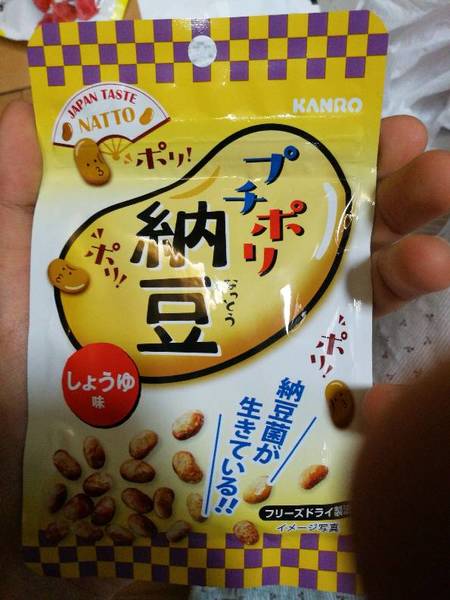 JAPAN TASTE
NATTO
KANRO
ポリ!
プチポリ
納豆
なっとう
ポリ!
ポリ!
しょうゆ
味
納豆菌が
生きている!!
フリーズドライ製
イメージ写真